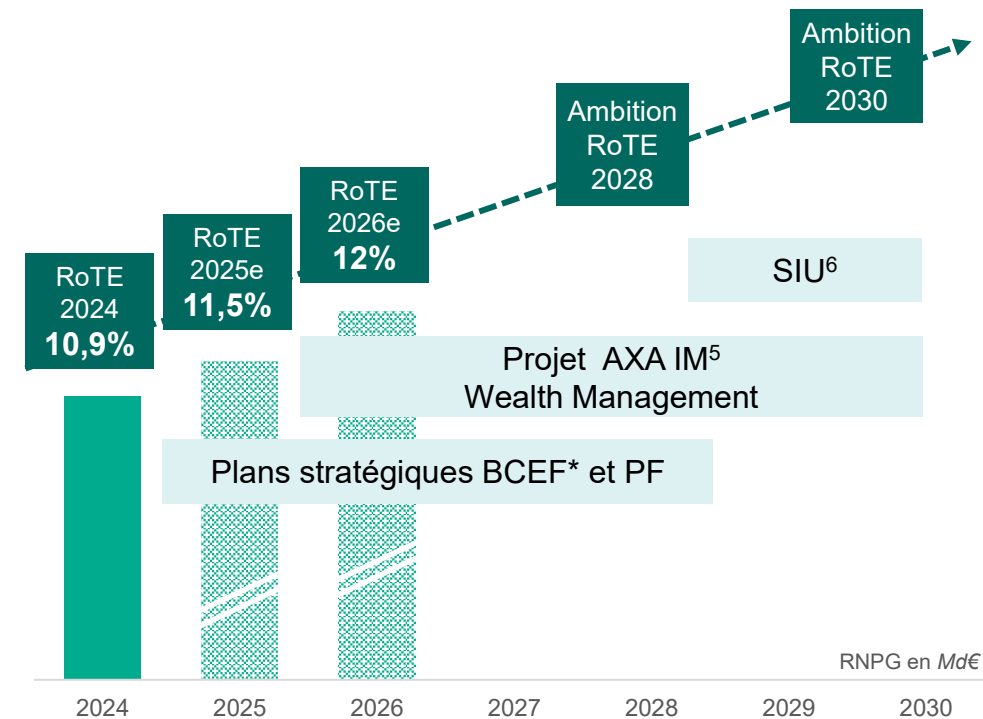 Ambition
RoTE
2030
Ambition
RoTE
2028
RoTE
2026e
12%
RoTE
2025e
11,5%
RoTE
2024
10,9%
SIU⁶
Projet AXA IM⁵
Wealth Management
Plans stratégiques BCEF* et PF
RNPG en Md€
2024 2025 2026 2027 2028 2029 2030